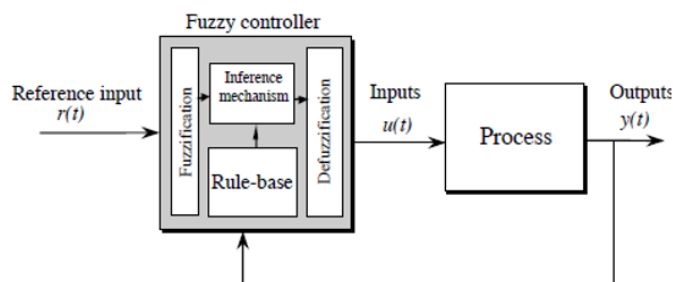 Fuzzy controller
Reference input
r(t)
Fuzzification
Inference
mechanism
Rule-base
Defuzzification
Inputs
u(t)
Process
Outputs
y(t)